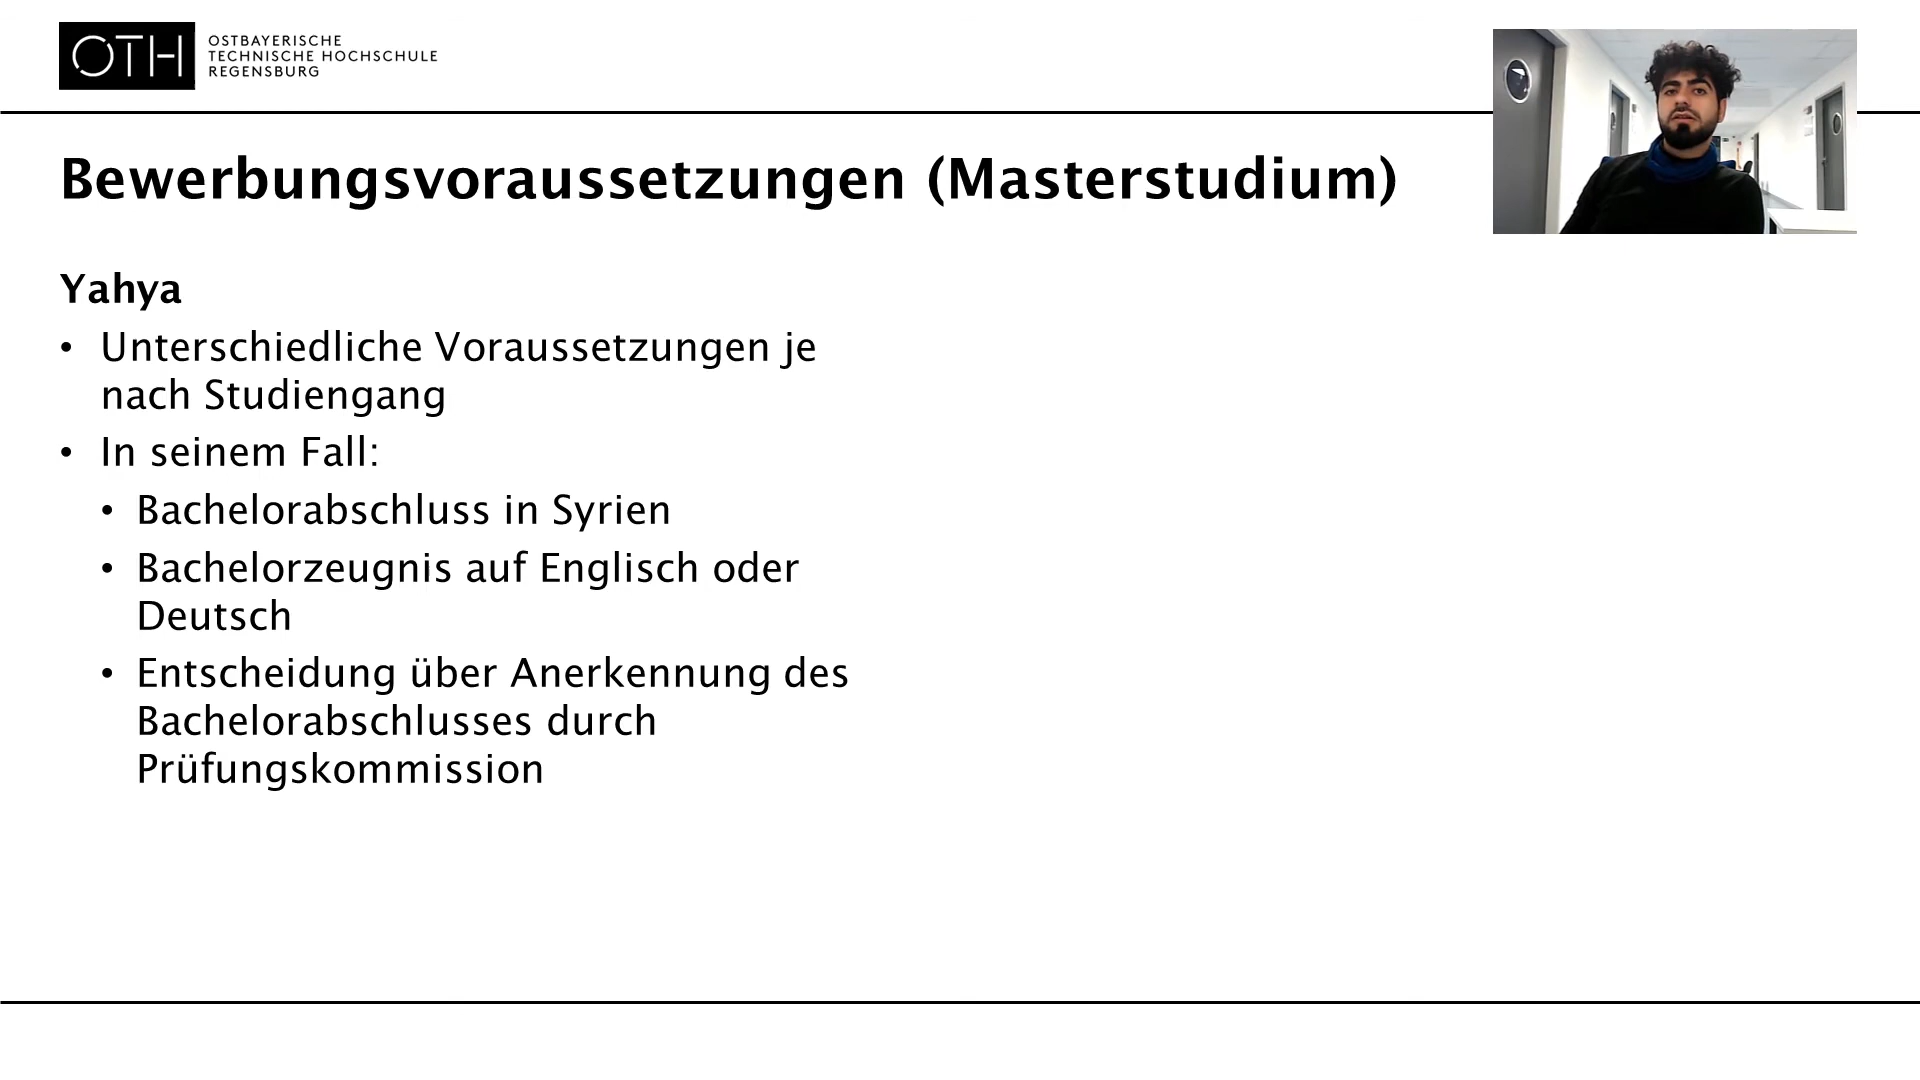 OTH
OSTBAYERISCHE
TECHNISCHE HOCHSCHULE
REGENSBURG
Bewerbungsvoraussetzungen (Masterstudium)
Yahya
• Unterschiedliche Voraussetzungen je
nach Studiengang
• In seinem Fall:
• Bachelorabschluss in Syrien
• Bachelorzeugnis auf Englisch oder
Deutsch
• Entscheidung über Anerkennung des
Bachelorabschlusses durch
Prüfungskommission